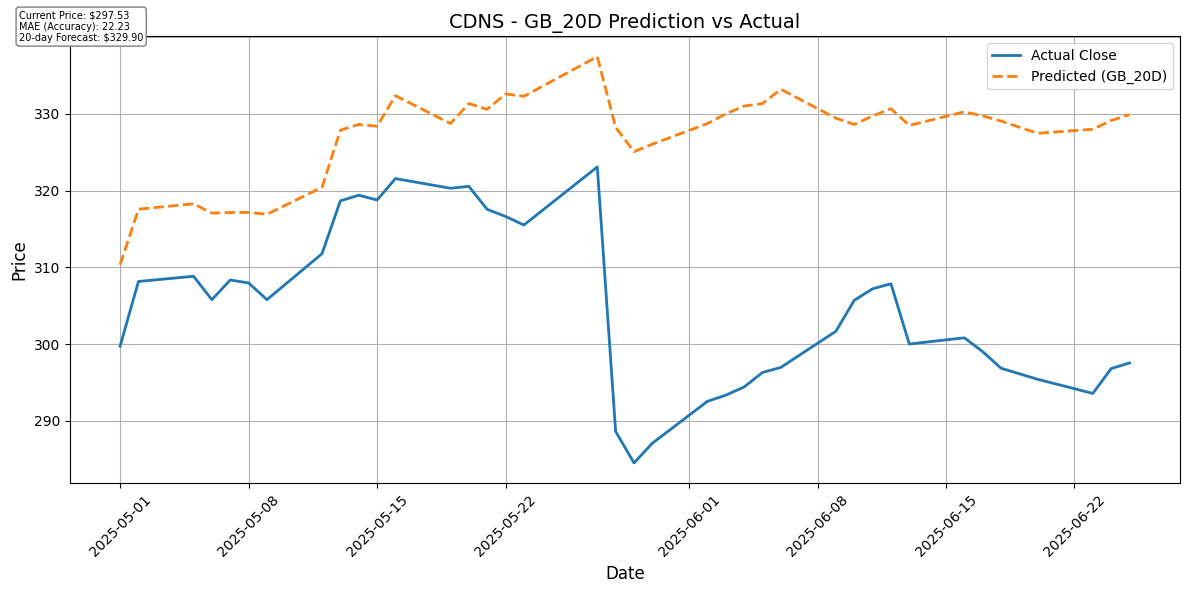 Current Price: $297.53
MAE (Accuracy): 22.23
20-day Forecast: $329.90
CDNS - GB_20D Prediction vs Actual
Actual Close
Predicted (GB_20D)
Price
330
320
310
300
290
2025-05-01
2025-05-08
2025-05-15
2025-05-22
2025-06-01
2025-06-08
2025-06-15
2025-06-22
Date